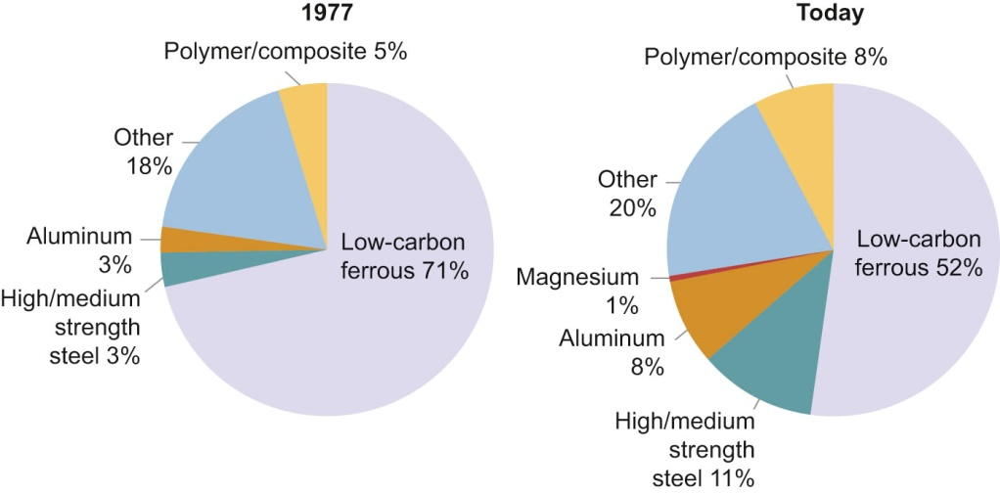 1977
Polymer/composite 5%
Other
18%
Aluminum
3%
High/medium
strength
steel 3%
Low-carbon
ferrous 71%
Today
Polymer/composite 8%
Other
20%
Magnesium
1%
Aluminum
8%
High/medium
strength
steel 11%
Low-carbon
ferrous 52%